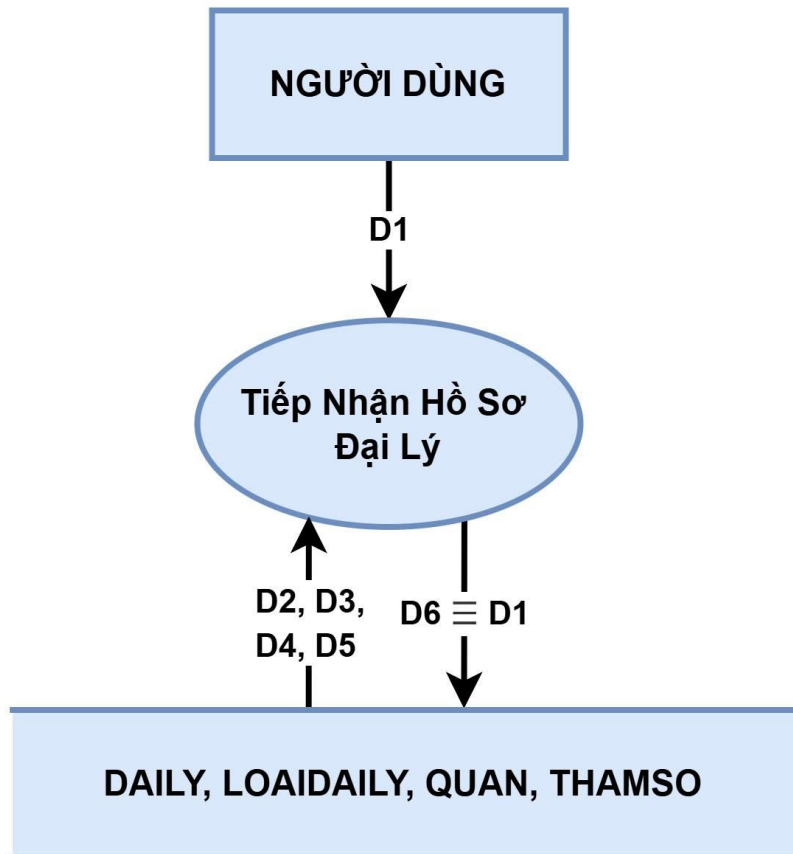 NGƯỜI DÙNG
D1
Tiếp Nhận Hồ Sơ
Đại Lý
D2, D3,
D4, D5
D6 ☰ D1
DAILY, LOAIDAILY, QUAN, THAMSO